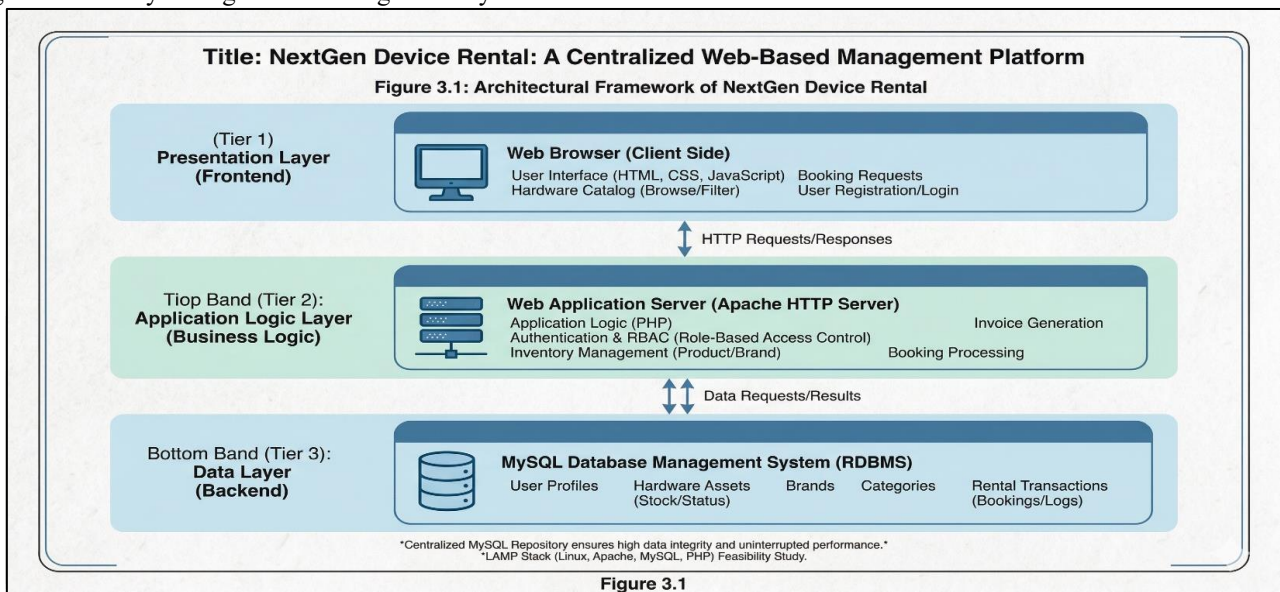 Title: NextGen Device Rental: A Centralized Web-Based Management Platform
Figure 3.1: Architectural Framework of NextGen Device Rental
(Tier 1)
Presentation Layer
(Frontend)
Web Browser (Client Side)
User Interface (HTML, CSS, JavaScript) Booking Requests
Hardware Catalog (Browse/Filter) User Registration/Login
HTTP Requests/Responses
Tiop Band (Tier 2):
Application Logic Layer
(Business Logic)
Web Application Server (Apache HTTP Server)
Application Logic (PHP) Invoice Generation
Authentication & RBAC (Role-Based Access Control)
Inventory Management (Product/Brand) Booking Processing
Data Requests/Results
Bottom Band (Tier 3):
Data Layer
(Backend)
MySQL Database Management System (RDBMS)
User Profiles Hardware Assets Brands Categories Rental Transactions
(Stock/Status) (Bookings/Logs)
*Centralized MySQL Repository ensures high data integrity and uninterrupted performance.*
*LAMP Stack (Linux, Apache, MySQL, PHP) Feasibility Study.
Figure 3.1